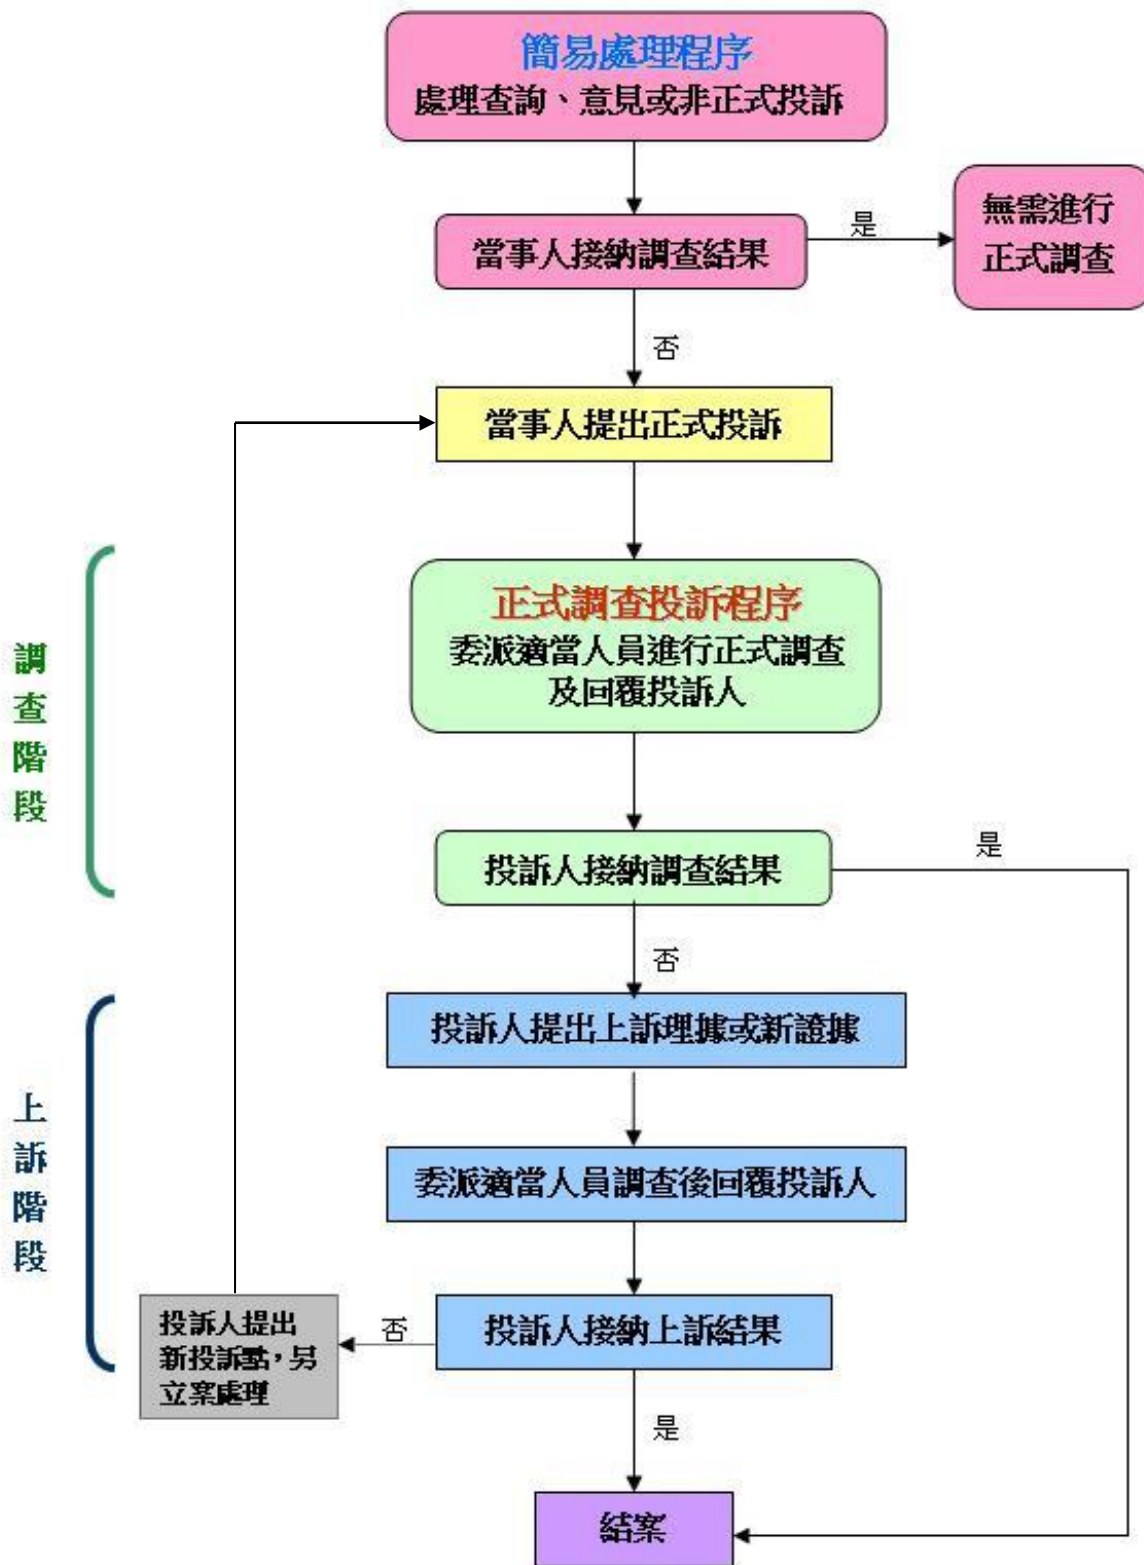 簡易處理程序
處理查詢、意見或非正式投訴
當事人接納調查結果
是
無需進行
正式調查
否
當事人提出正式投訴
調查階段
正式調查投訴程序
委派適當人員進行正式調查
及回覆投訴人
投訴人接納調查結果
是
否
上訴階段
投訴人提出上訴理據或新證據
委派適當人員調查後回覆投訴人
投訴人接納上訴結果
否
投訴人提出
新投訴點，另
立案處理
是
結案